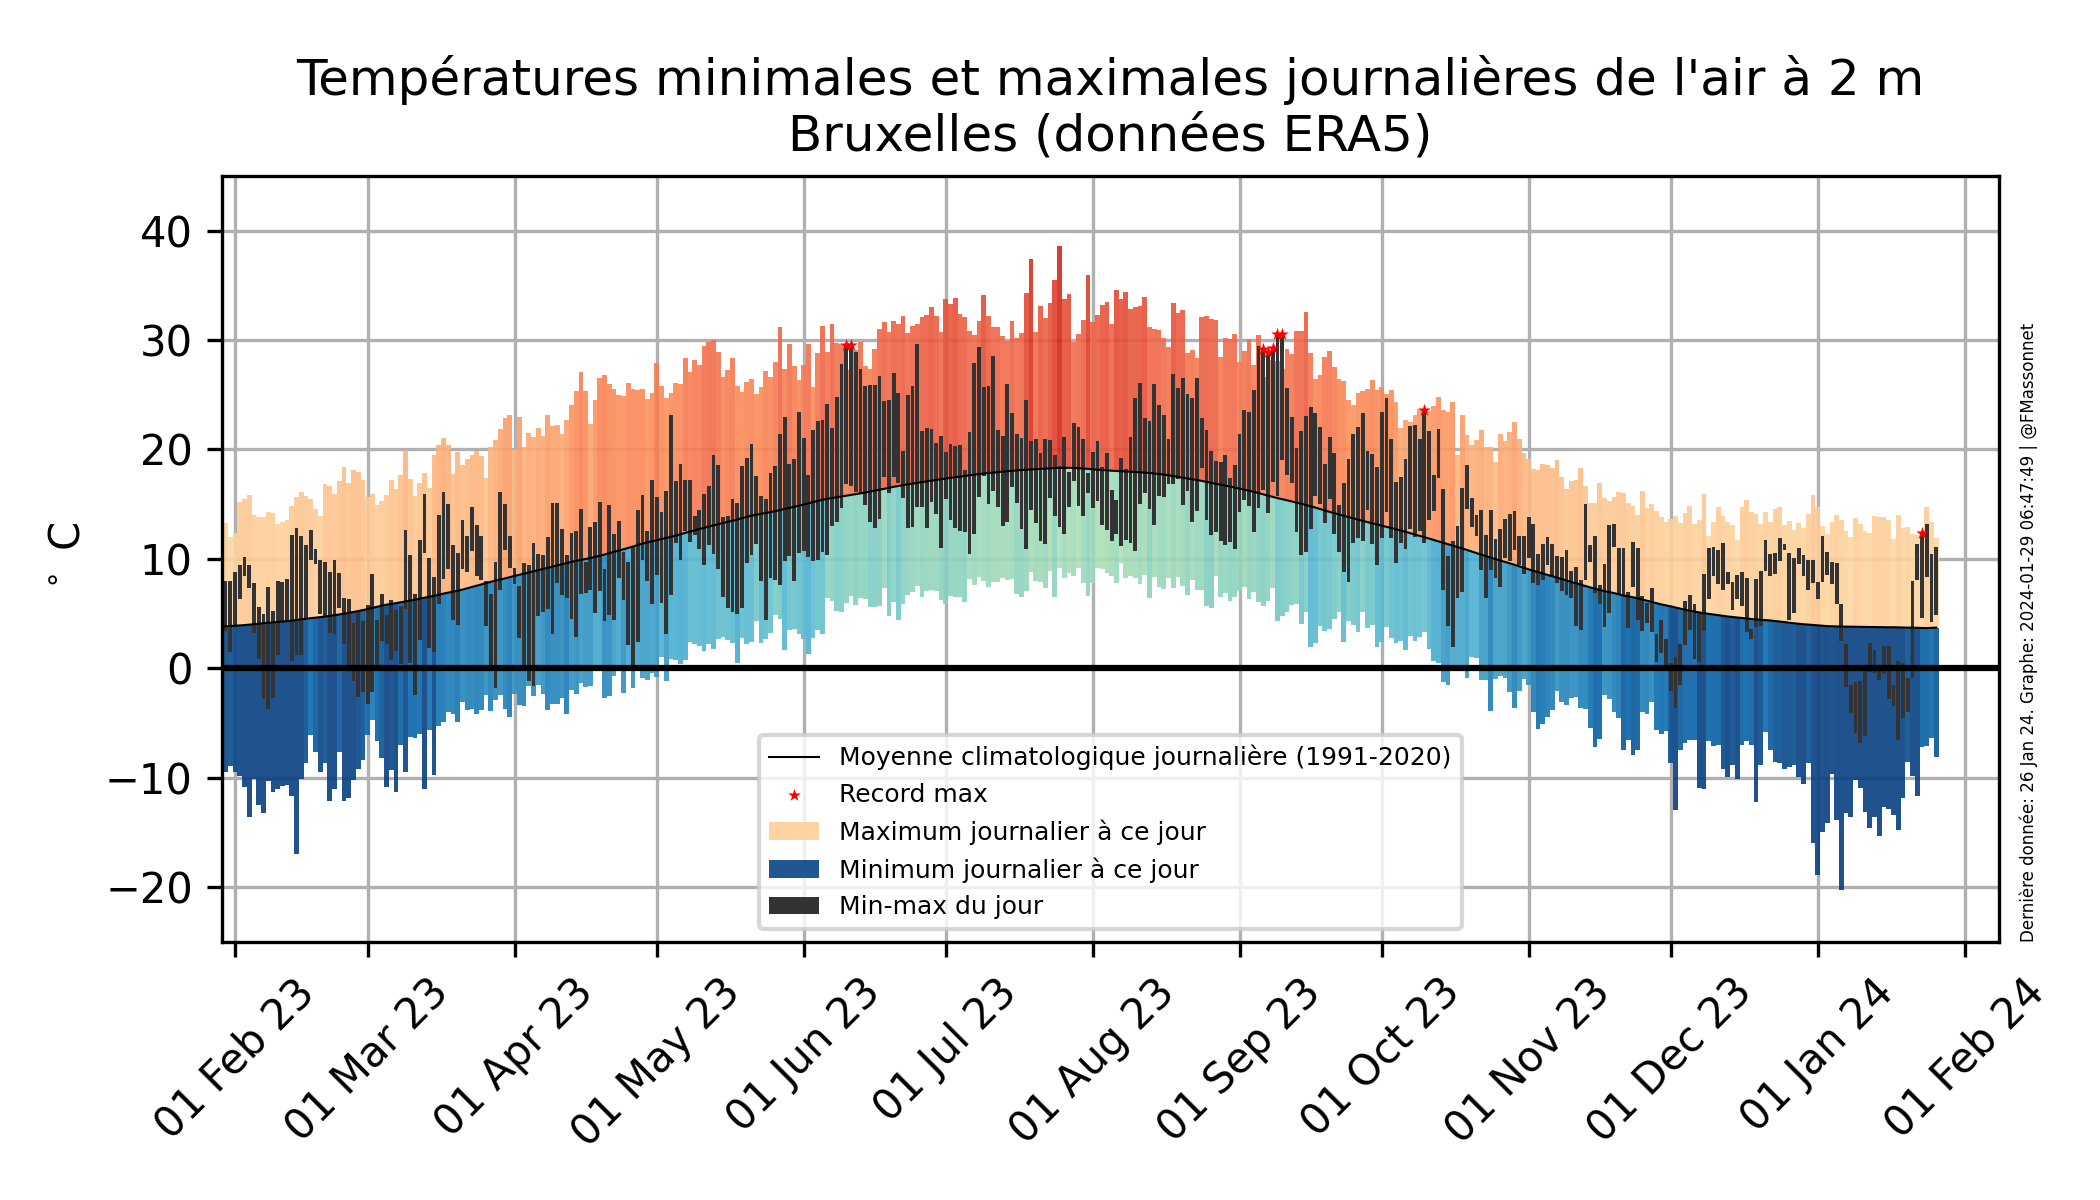 Températures minimales et maximales journalières de l'air à 2 m
Bruxelles (données ERA5)
° C
40
30
20
10
0
−10
−20
Moyenne climatologique journalière (1991-2020)
Record max
Maximum journalier à ce jour
Minimum journalier à ce jour
Min-max du jour
01 Feb 23
01 Mar 23
01 Apr 23
01 May 23
01 Jun 23
01 Jul 23
01 Aug 23
01 Sep 23
01 Oct 23
01 Nov 23
01 Dec 23
01 Jan 24
01 Feb 24
Dernière donnée: 26 Jan 24. Graphe: 2024-01-29 06:47:49 | @FMassonnet